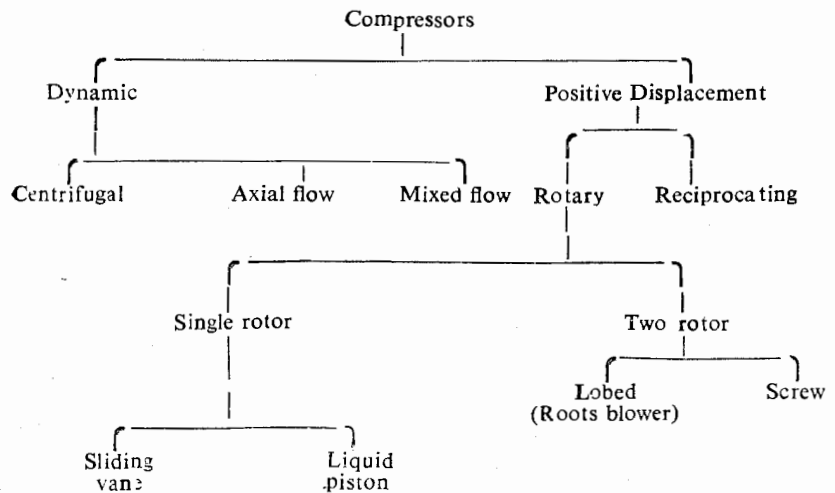 Compressors
Dynamic
Positive Displacement
Centrifugal
Axial flow
Mixed flow
Rotary
Reciprocating
Single rotor
Two rotor
Lobed
(Roots blower)
Screw
Sliding
vane
Liquid
piston